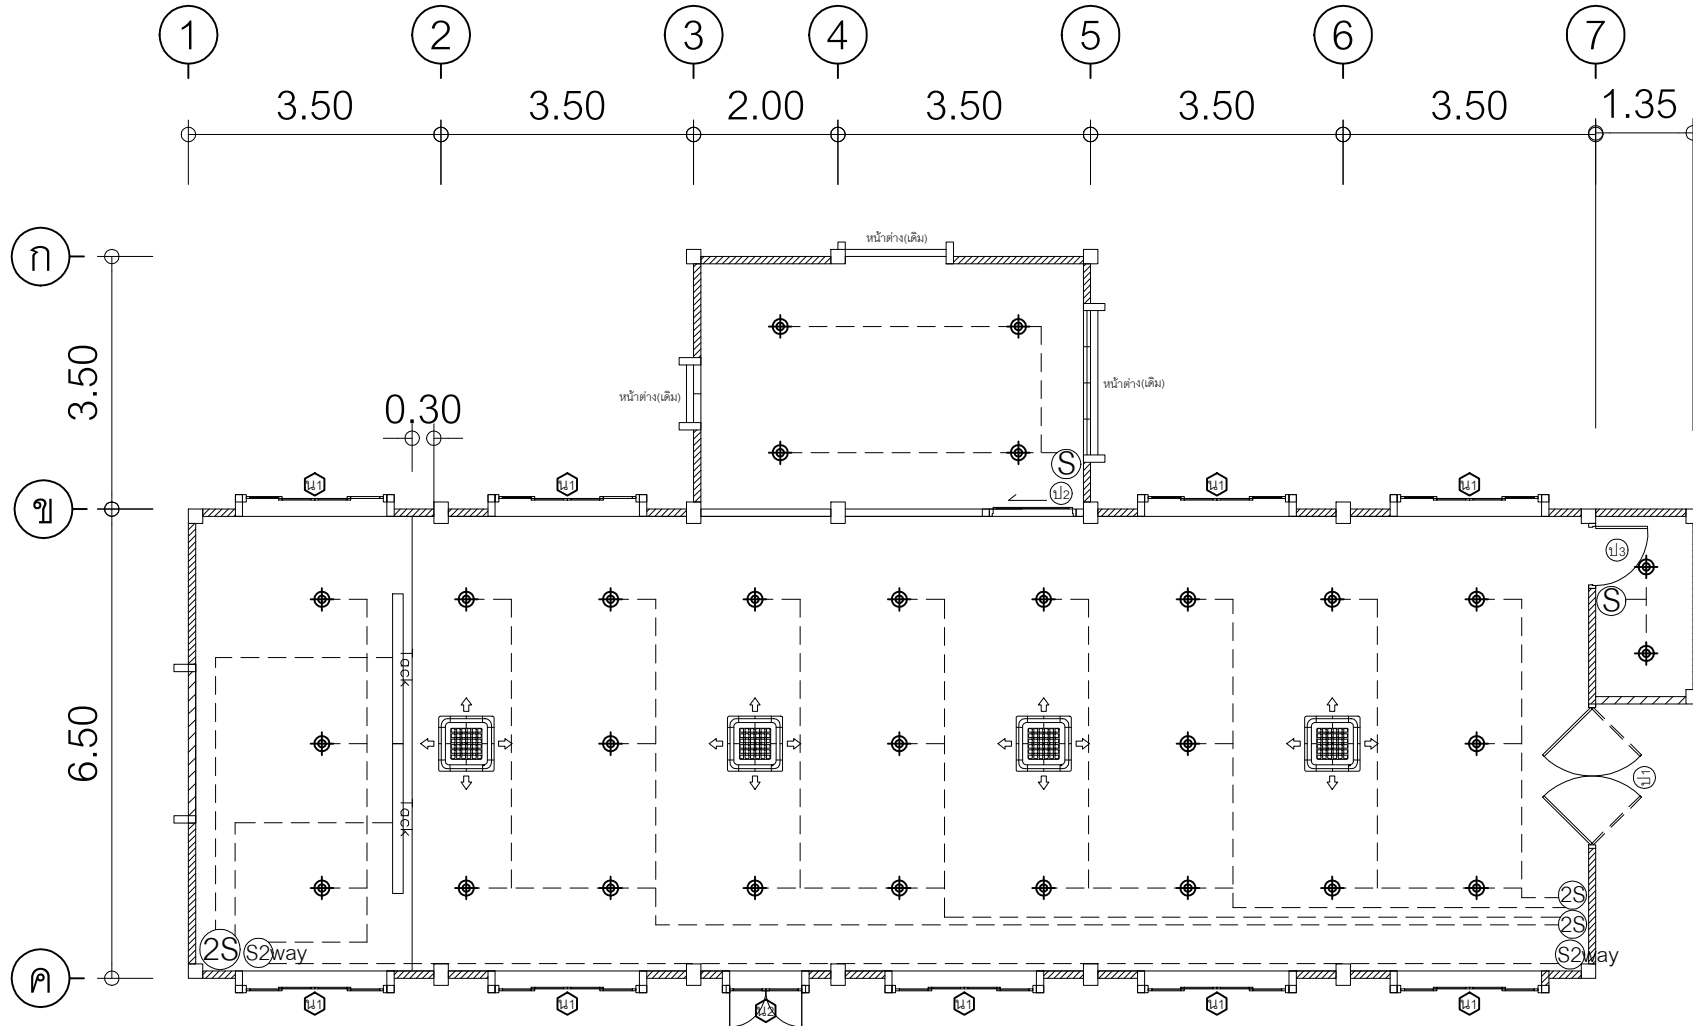 1 2 3 4 5 6 7
3.50 3.50 2.00 3.50 3.50 3.50 1.35
ก
หน้าต่าง(เดิม)
3.50
หน้าต่าง(เดิม)
หน้าต่าง(เดิม)
0.30
S
น1 น1 ป2 น1 น1
ข
ป3
S
Tack
6.50
ป1
Tack
2S
2S
2S S2way S2way
ค
น1 น1 น2 น1 น1 น1